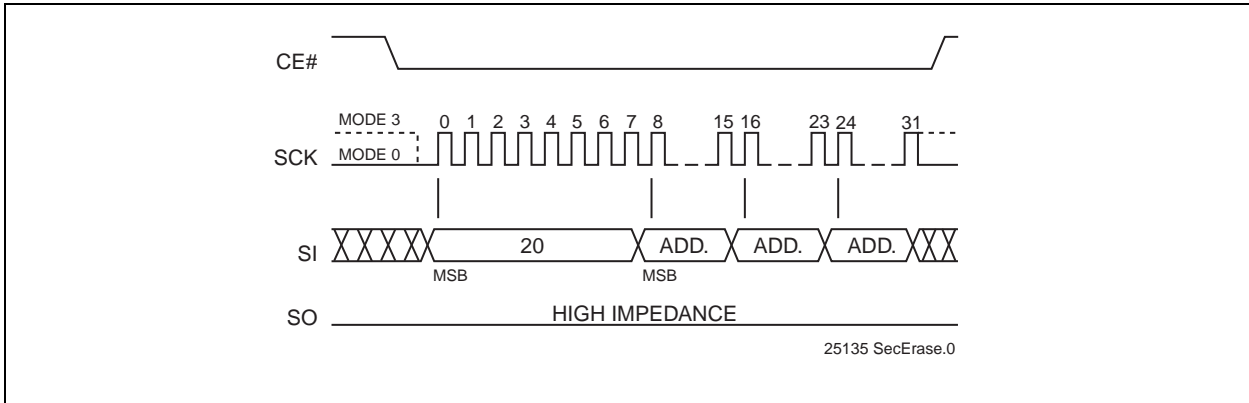 CE#
MODE 3
0 1 2 3 4 5 6 7 8 15 16 23 24 31
SCK
MODE 0
SI
20 ADD. ADD. ADD.
MSB MSB
SO
HIGH IMPEDANCE
25135 SecErase.0